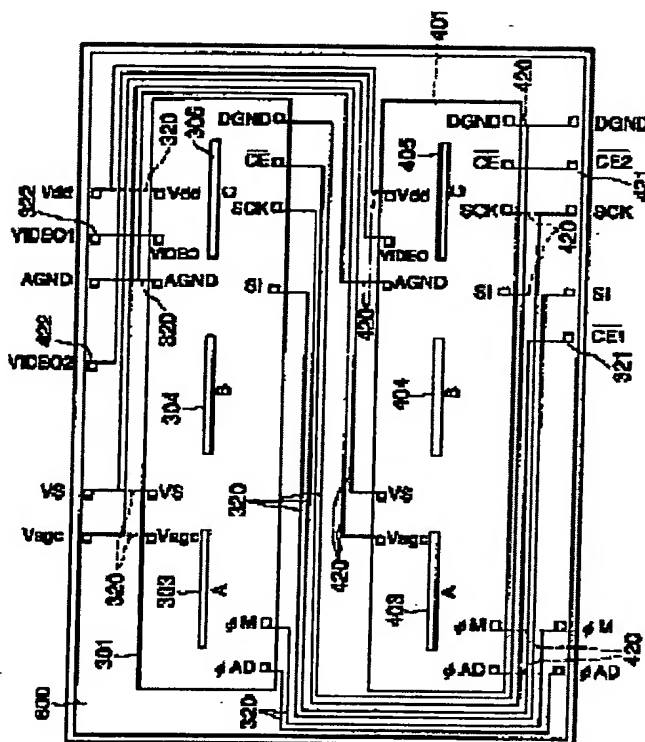 401
420
DGND
DGND
DGND
306
405
320
CE
CE
CE2
421
Vdd
Vdd
Vdd
SCK
SCK
SCK
420
322
VIDEO1
VIDEO
VIDEO
AGND
AGND
AGND
SI
SI
SI
320
420
CE1
321
422
VIDEO2
304
B
404
B
VS
VS
VS
320
420
Vagc
Vagc
Vagc
320
303
A
403
A
301
φM
φM
φM
420
φAD
φAD
φAD
320
600